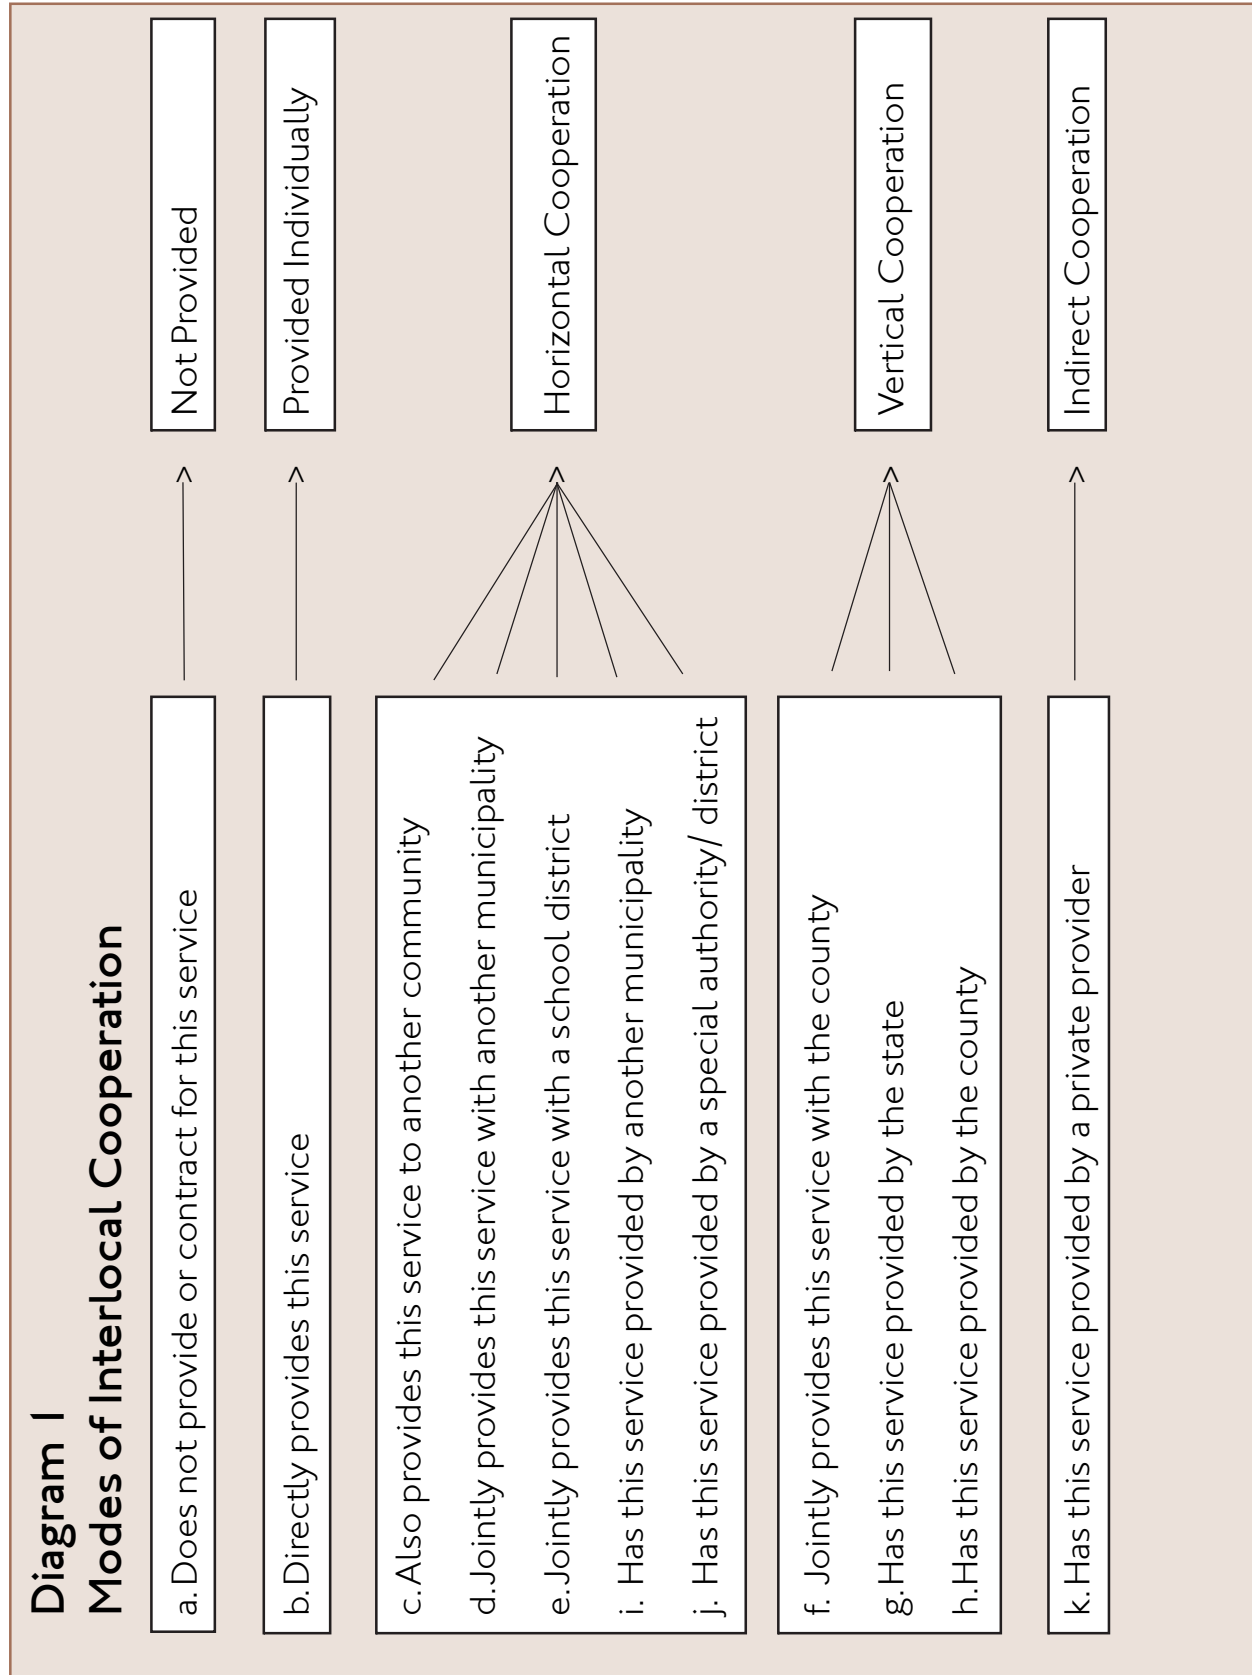 Diagram 1
Modes of Interlocal Cooperation
a. Does not provide or contract for this service
Not Provided
b. Directly provides this service
Provided Individually
c. Also provides this service to another community
d. Jointly provides this service with another municipality
e. Jointly provides this service with a school district
i. Has this service provided by another municipality
j. Has this service provided by a special authority/ district
Horizontal Cooperation
f. Jointly provides this service with the county
g. Has this service provided by the state
h. Has this service provided by the county
Vertical Cooperation
k. Has this service provided by a private provider
Indirect Cooperation